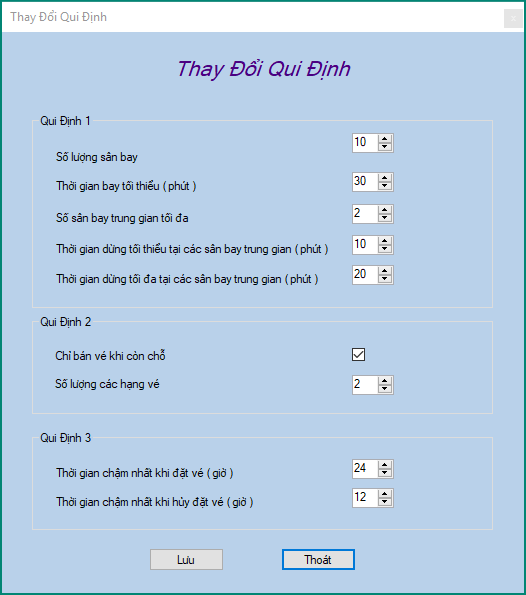 Thay Đổi Qui Định
Thay Đổi Qui Định
Qui Định 1
Số lượng sân bay 10
Thời gian bay tối thiểu ( phút ) 30
Số sân bay trung gian tối đa 2
Thời gian dừng tối thiểu tại các sân bay trung gian ( phút ) 10
Thời gian dừng tối đa tại các sân bay trung gian ( phút ) 20
Qui Định 2
Chỉ bán vé khi còn chỗ
Số lượng các hạng vé 2
Qui Định 3
Thời gian chậm nhất khi đặt vé ( giờ ) 24
Thời gian chậm nhất khi hủy đặt vé ( giờ ) 12
Lưu Thoát